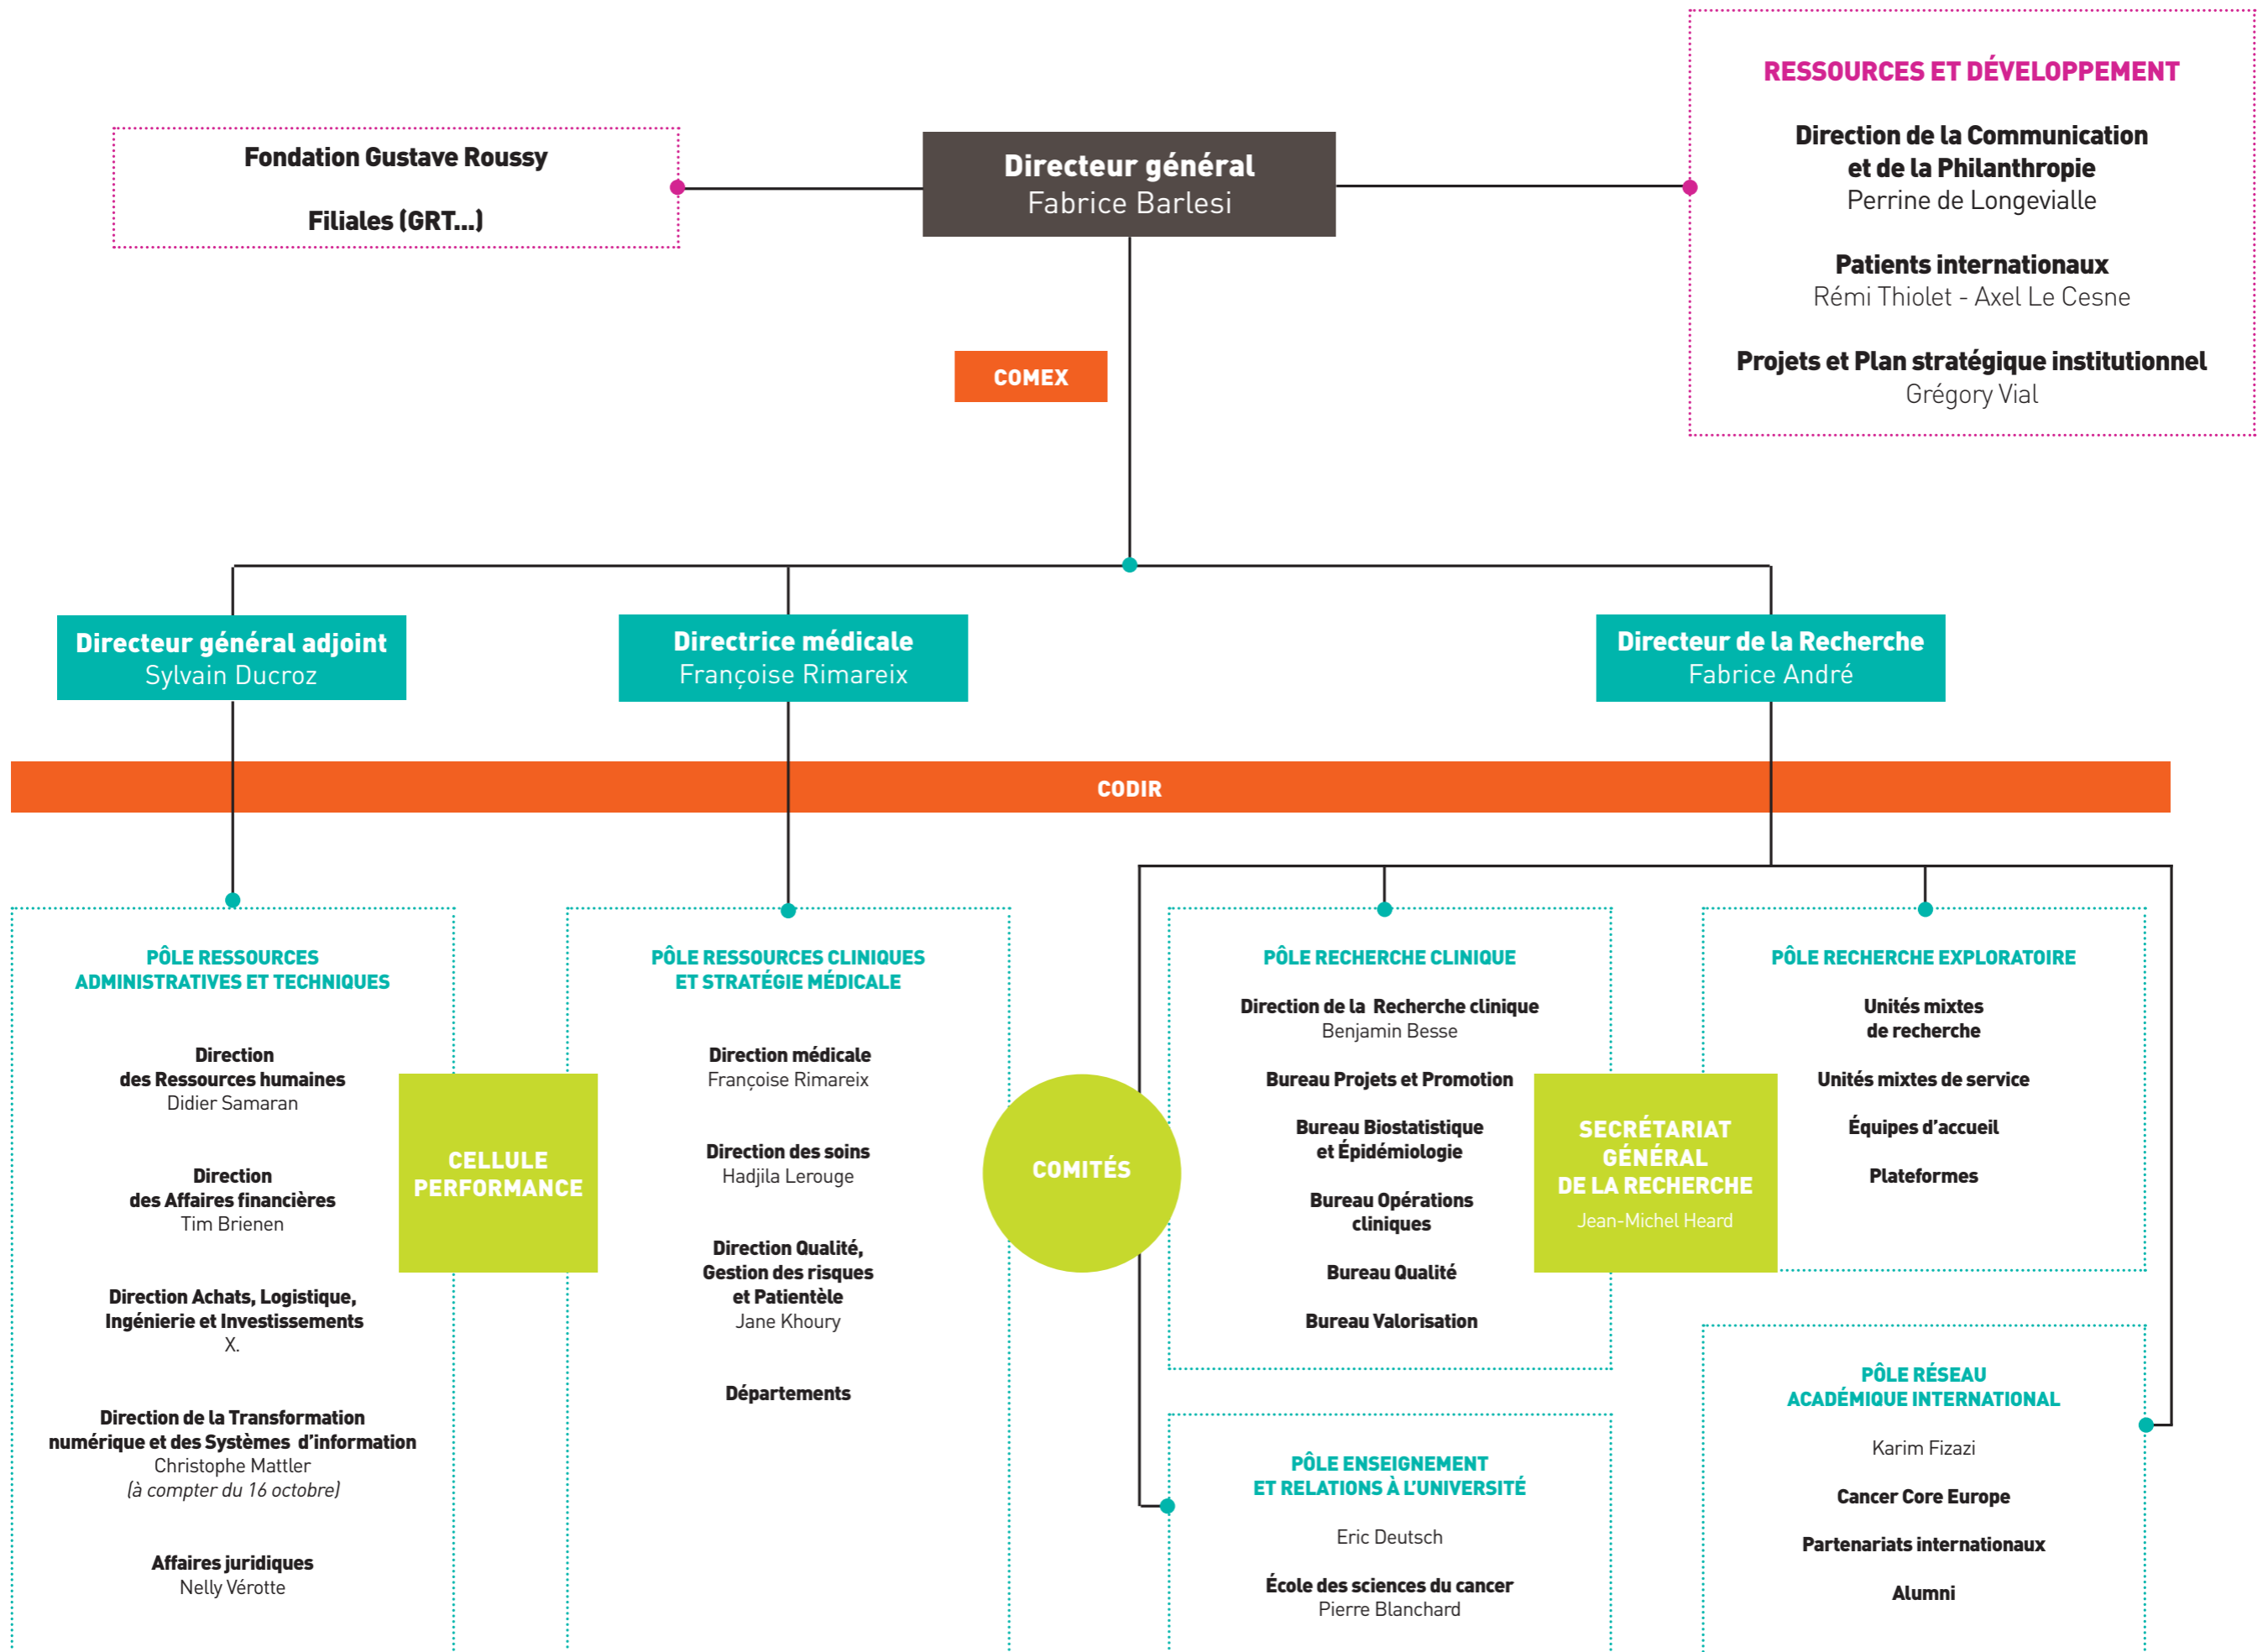 RESSOURCES ET DÉVELOPPEMENT
Direction de la Communication
et de la Philanthropie
Perrine de Longevialle
Patients internationaux
Rémi Thiolet - Axel Le Cesne
Projets et Plan stratégique institutionnel
Grégory Vial
Fondation Gustave Roussy
Filiales (GRT...)
Directeur général
Fabrice Barlesi
COMEX
Directeur général adjoint
Sylvain Ducroz
Directrice médicale
Françoise Rimareix
Directeur de la Recherche
Fabrice André
CODIR
PÔLE RESSOURCES
ADMINISTRATIVES ET TECHNIQUES
Direction
des Ressources humaines
Didier Samaran
Direction
des Affaires financières
Tim Brienen
Direction Achats, Logistique,
Ingénierie et Investissements
X.
Direction de la Transformation
numérique et des Systèmes d'information
Christophe Mattler
(à compter du 16 octobre)
Affaires juridiques
Nelly Vérotte
CELLULE
PERFORMANCE
PÔLE RESSOURCES CLINIQUES
ET STRATÉGIE MÉDICALE
Direction médicale
Françoise Rimareix
Direction des soins
Hadjila Lerouge
Direction Qualité,
Gestion des risques
et Patientèle
Jane Khoury
Départements
COMITÉS
PÔLE RECHERCHE CLINIQUE
Direction de la Recherche clinique
Benjamin Besse
Bureau Projets et Promotion
Bureau Biostatistique
et Épidémiologie
Bureau Opérations
cliniques
Bureau Qualité
Bureau Valorisation
SECRÉTARIAT
GÉNÉRAL
DE LA RECHERCHE
Jean-Michel Heard
PÔLE RECHERCHE EXPLORATOIRE
Unités mixtes
de recherche
Unités mixtes de service
Équipes d'accueil
Plateformes
PÔLE ENSEIGNEMENT
ET RELATIONS À L'UNIVERSITÉ
Eric Deutsch
École des sciences du cancer
Pierre Blanchard
PÔLE RÉSEAU
ACADÉMIQUE INTERNATIONAL
Karim Fizazi
Cancer Core Europe
Partenariats internationaux
Alumni